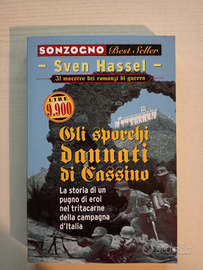 SONZOGNO Best Seller
- Sven Hassel -
Il maestro dei romanzi di guerra
LIRE
9.900
Gli sporchi
dannati
di Cassino
La storia di un
pugno di eroi
nel tritacarne
della campagna
d'Italia
subito